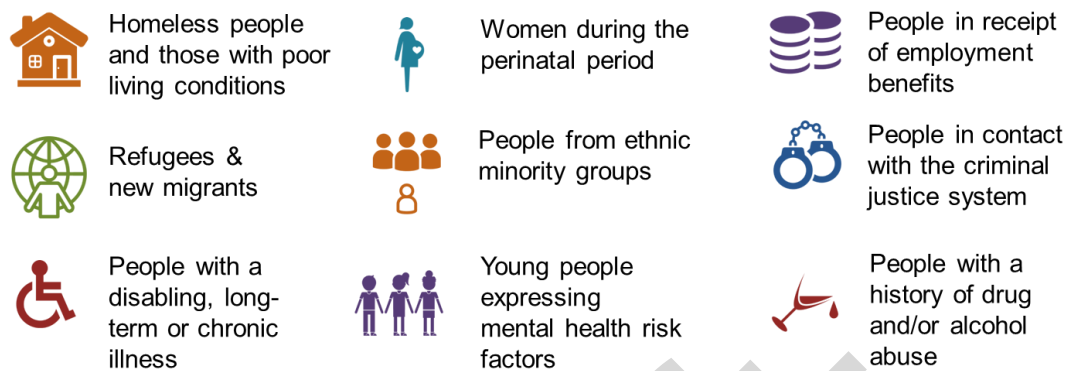 Homeless people
and those with poor
living conditions
Women during the
perinatal period
People in receipt
of employment
benefits
Refugees &
new migrants
People from ethnic
minority groups
People in contact
with the criminal
justice system
People with a
disabling, long-
term or chronic
illness
Young people
expressing
mental health risk
factors
People with a
history of drug
and/or alcohol
abuse